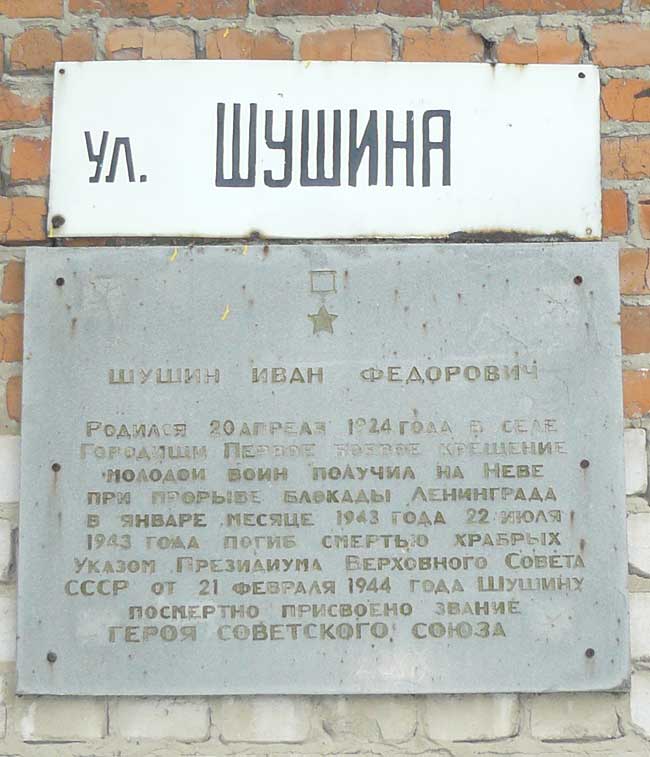 ул. ШУШИНА
ШУШИН ИВАН ФЕДОРОВИЧ
РОДИЛСЯ 20 АПРЕЛЯ 1924 ГОДА В СЕЛЕ
ГОРОДИЩИ ПЕРВОЕ БОЕВОЕ КРЕЩЕНИЕ
МОЛОДОЙ ВОИН ПОЛУЧИЛ НА НЕВЕ
ПРИ ПРОРЫВЕ БЛОКАДЫ ЛЕНИНГРАДА
В ЯНВАРЕ МЕСЯЦЕ 1943 ГОДА 22 ИЮЛЯ
1943 ГОДА ПОГИБ СМЕРТЬЮ ХРАБРЫХ
УКАЗОМ ПРЕЗИДИУМА ВЕРХОВНОГО СОВЕТА
СССР ОТ 21 ФЕВРАЛЯ 1944 ГОДА ШУШИНУ
ПОСМЕРТНО ПРИСВОЕНО ЗВАНИЕ
ГЕРОЯ СОВЕТСКОГО СОЮЗА